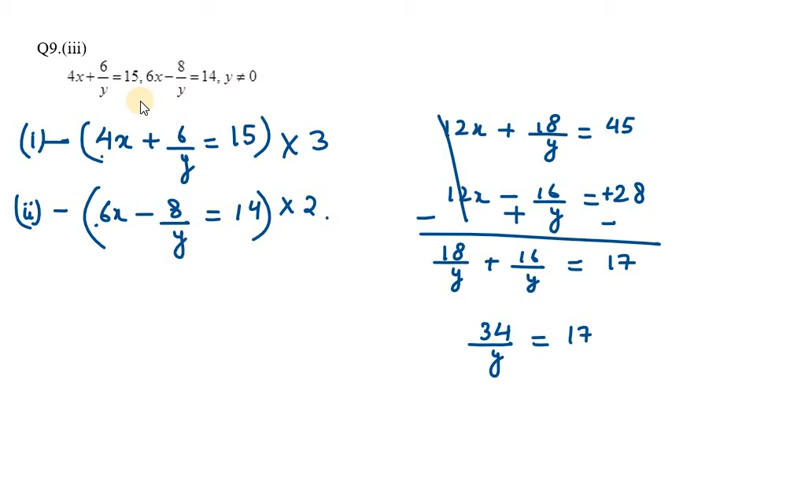 Q9.(iii)
4x+6/y=15, 6x−8/y=14, y≠0
(i) — (4x + 6/y = 15) × 3
(ii) — (6x − 8/y = 14) × 2.
12x + 18/y = 45
12x − 16/y = +28
− + −
18/y + 16/y = 17
34/y = 17